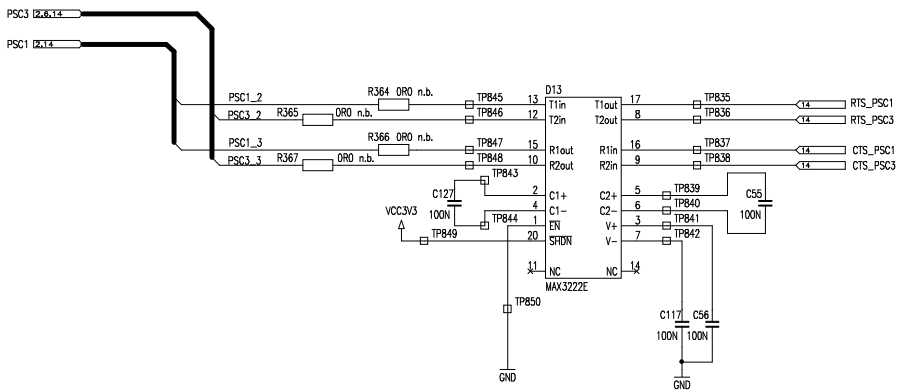 PSC3 2.6.14
PSC1 2.14
D13
PSC1_2 R364 0R0 n.b. TP845 13 T1in T1out 17 TP835 14 RTS_PSC1
PSC3_2 R365 0R0 n.b. TP846 12 T2in T2out 8 TP836 14 RTS_PSC3
PSC1_3 R366 0R0 n.b. TP847 15 R1out R1in 16 TP837 14 CTS_PSC1
PSC3_3 R367 0R0 n.b. TP848 10 R2out R2in 9 TP838 14 CTS_PSC3
TP843
C127 100N 2 C1+ C2+ 5 TP839 C55 100N
TP844 4 C1- C2- 6 TP840
1 EN V+ 3 TP841
VCC3V3 TP849 20 SHDN V- 7 TP842
11 NC NC 14
MAX3222E
TP850
C117 100N C56 100N
GND
GND